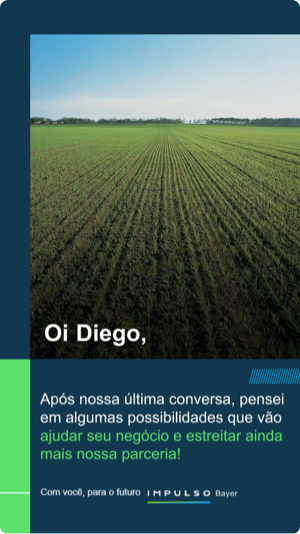 Oi Diego,
Após nossa última conversa, pensei
em algumas possibilidades que vão
ajudar seu negócio e estreitar ainda
mais nossa parceria!
Com você, para o futuro IMPULSO Bayer